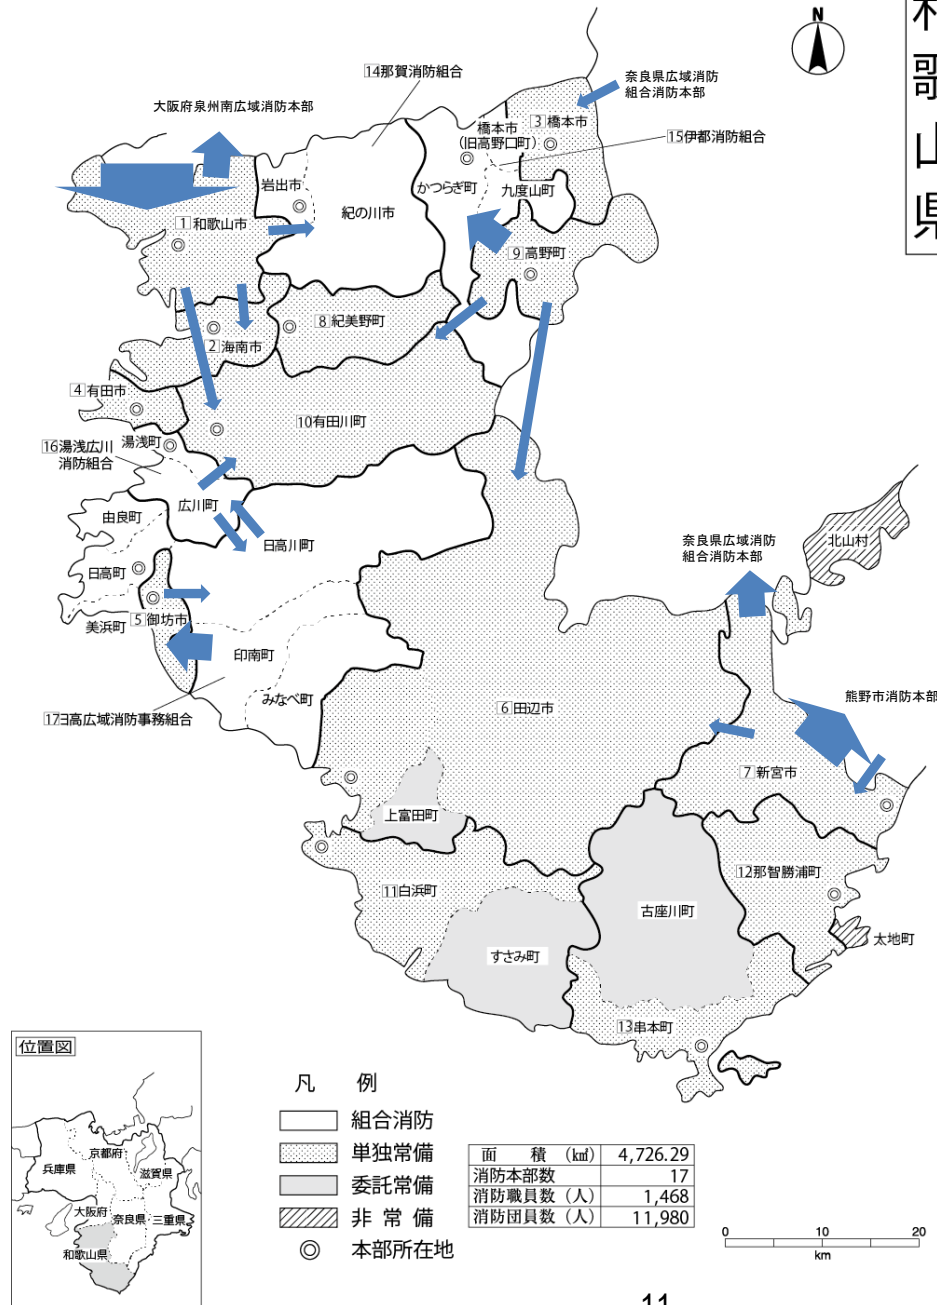 和歌山県
N
14那賀消防組合
奈良県広域消防
組合消防本部
大阪府泉州南広域消防本部
橋本市
(旧高野口町)
3 橋本市
15伊都消防組合
岩出市
かつらぎ町
九度山町
紀の川市
1 和歌山市
9 高野町
8 紀美野町
2 海南市
4 有田市
10有田川町
湯浅町
16湯浅広川
消防組合
広川町
由良町
日高川町
奈良県広域消防
組合消防本部
北山村
日高町
5 御坊市
美浜町
印南町
みなべ町
熊野市消防本部
17日高広域消防事務組合
6 田辺市
7 新宮市
上富田町
12那智勝浦町
11白浜町
古座川町
太地町
すさみ町
13串本町
位置図
京都府
兵庫県
滋賀県
大阪府
奈良県
三重県
和歌山県
凡 例
組合消防
単独常備
委託常備
非 常 備
本部所在地
面 積 (㎢) 4,726.29
消防本部数 17
消防職員数(人) 1,468
消防団員数(人) 11,980
0 10 20
km
11